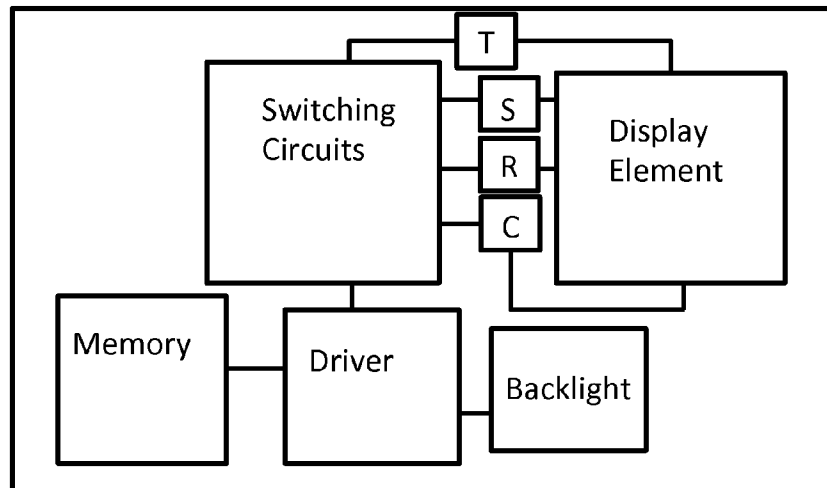 T
Switching
Circuits
S
R
C
Display
Element
Memory
Driver
Backlight